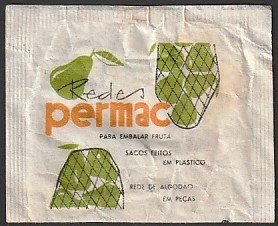 Redes
permac
PARA EMBALAR FRUTA
SACOS FEITOS
EM PLASTICO
REDE DE ALGODÃO
EM PEÇAS